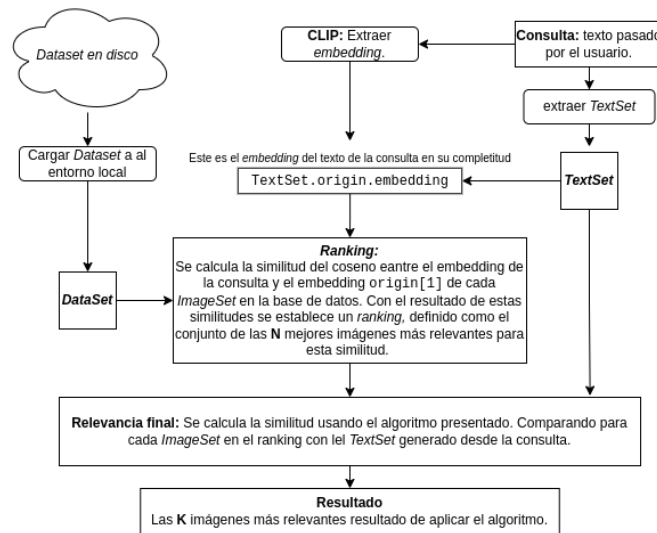 Dataset en disco
CLIP: Extraer
embedding.
Consulta: texto pasado
por el usuario.
extraer TextSet
Cargar Dataset a al
entorno local
Este es el embedding del texto de la consulta en su completitud
TextSet.origin.embedding
TextSet
DataSet
Ranking:
Se calcula la similitud del coseno eantre el embedding de
la consulta y el embedding origin[1] de cada
ImageSet en la base de datos. Con el resultado de estas
similitudes se establece un ranking, definido como el
conjunto de las N mejores imágenes más relevantes para
esta similitud.
Relevancia final: Se calcula la similitud usando el algoritmo presentado. Comparando para
cada ImageSet en el ranking con lel TextSet generado desde la consulta.
Resultado
Las K imágenes más relevantes resultado de aplicar el algoritmo.